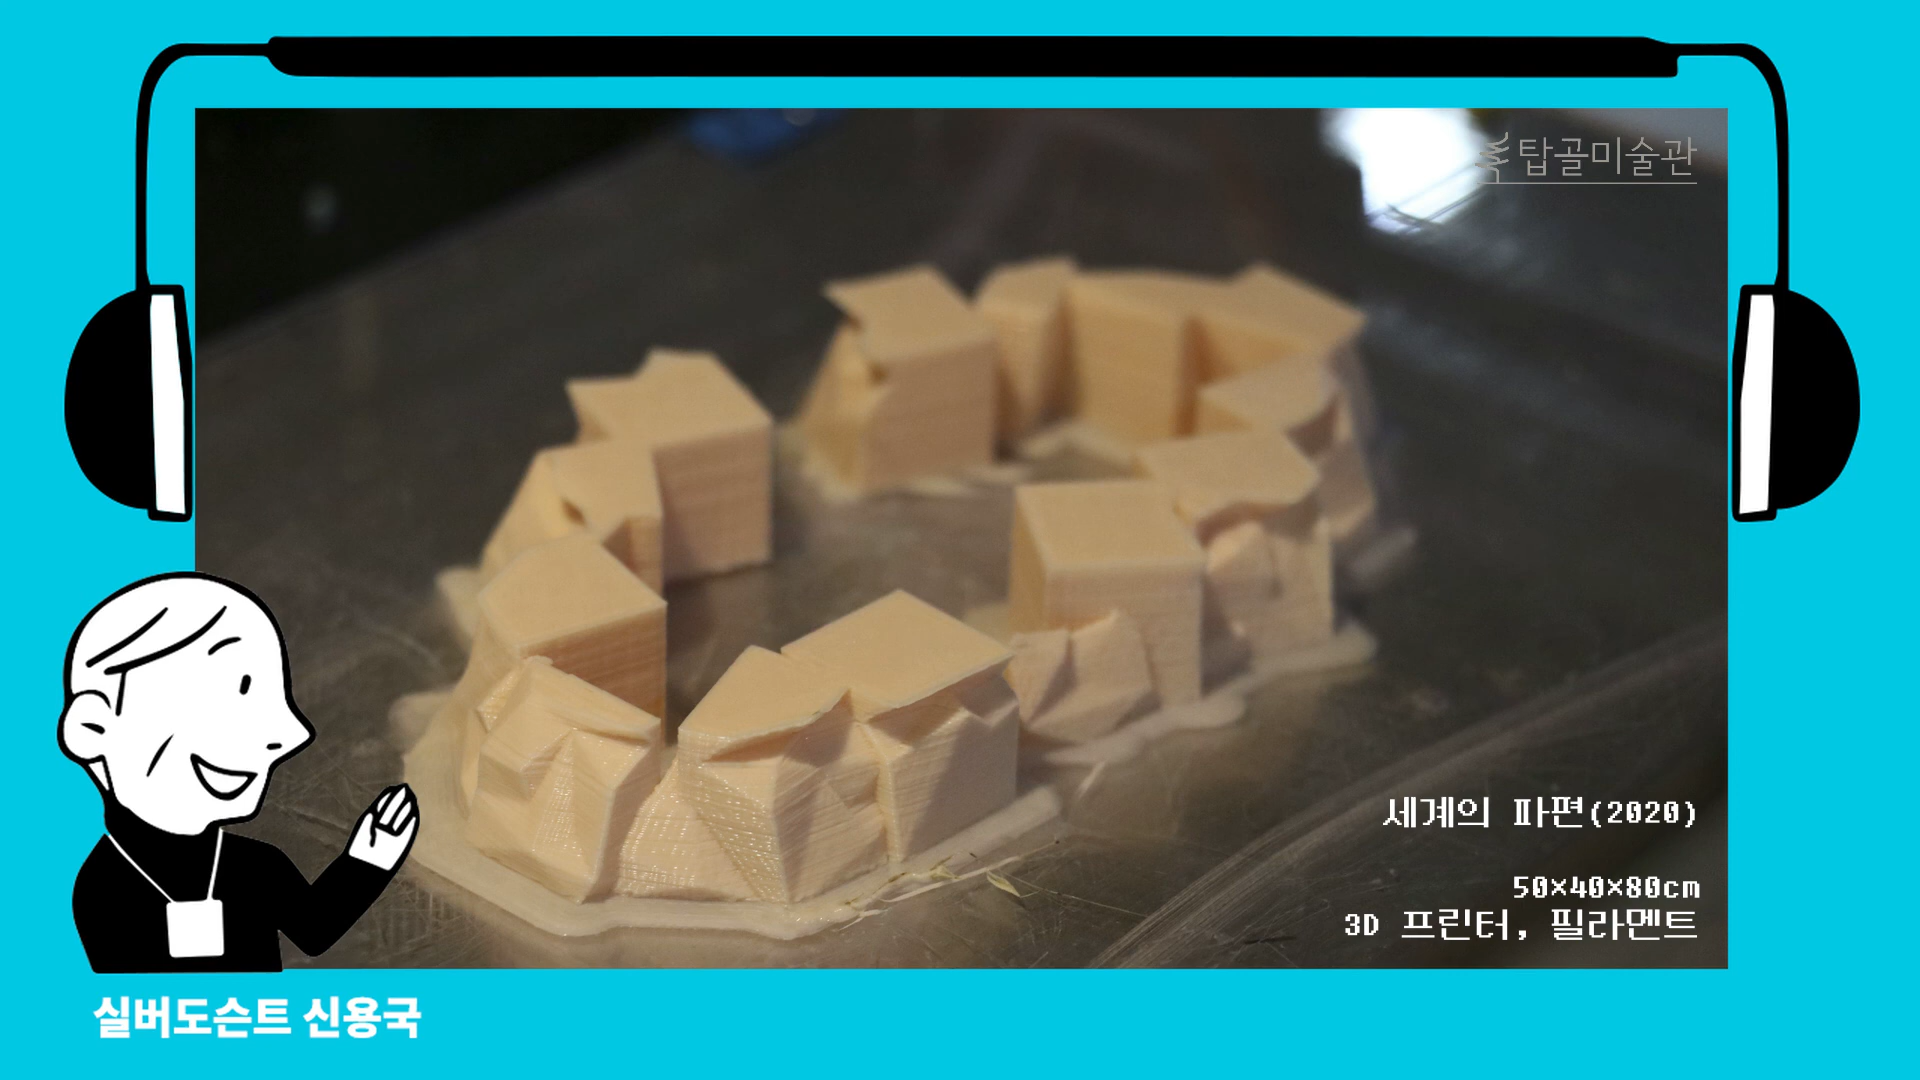 탑골미술관
세계의 파편(2020)
50×40×80cm
3D 프린터, 필라멘트
실버도슨트 신용국